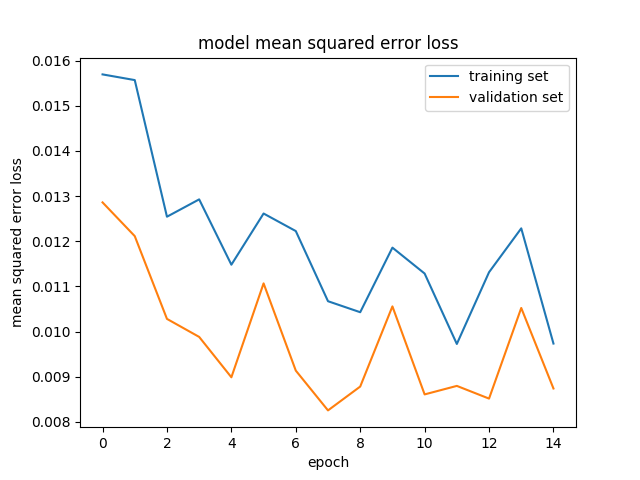 model mean squared error loss
training set
validation set
mean squared error loss
0.016
0.015
0.014
0.013
0.012
0.011
0.010
0.009
0.008
0 2 4 6 8 10 12 14
epoch